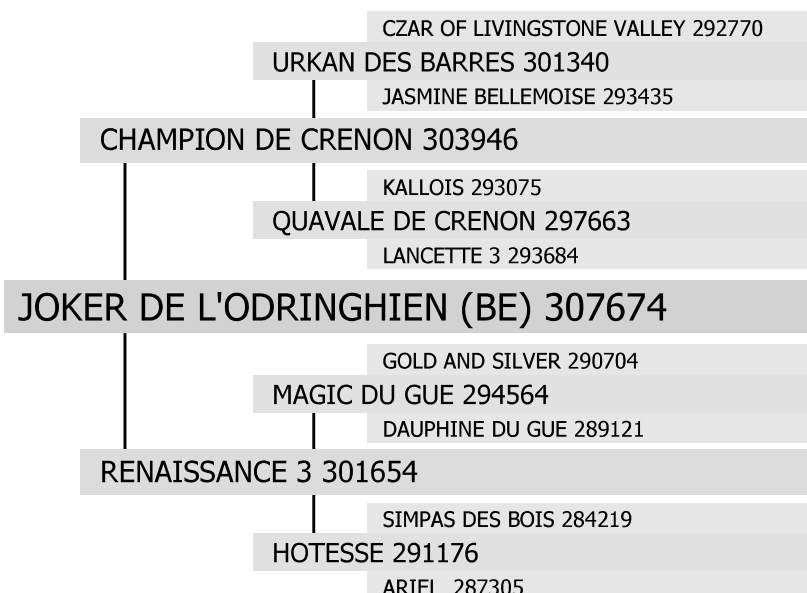 CZAR OF LIVINGSTONE VALLEY 292770
URKAN DES BARRES 301340
JASMINE BELLEMOISE 293435
CHAMPION DE CRENON 303946
KALLOIS 293075
QUAVALE DE CRENON 297663
LANCETTE 3 293684
JOKER DE L'ODRINGHIEN (BE) 307674
GOLD AND SILVER 290704
MAGIC DU GUE 294564
DAUPHINE DU GUE 289121
RENAISSANCE 3 301654
SIMPAS DES BOIS 284219
HOTESSE 291176
ARIEL 287305